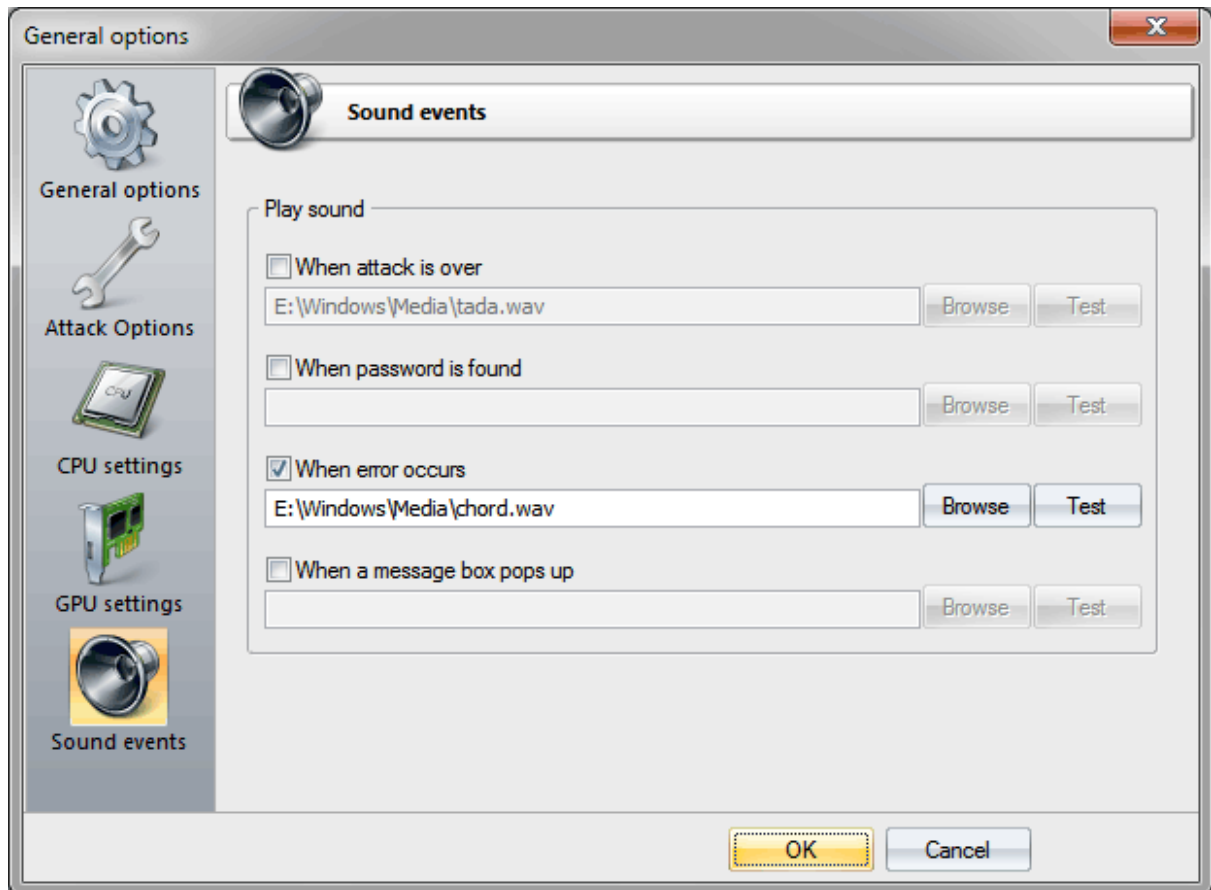 General options
General options
Attack Options
CPU
CPU settings
GPU settings
Sound events
Sound events
Play sound
When attack is over
E:\Windows\Media\tada.wav Browse Test
When password is found
Browse Test
When error occurs
E:\Windows\Media\chord.wav Browse Test
When a message box pops up
Browse Test
OK Cancel